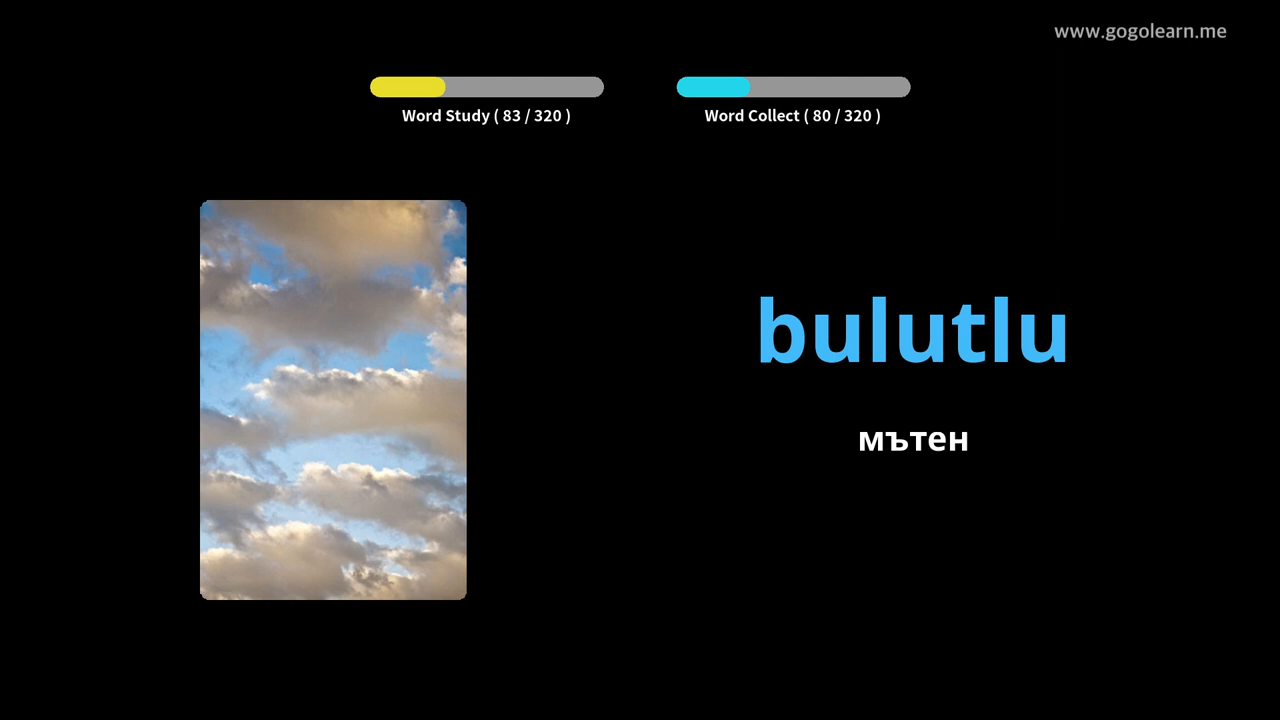 www.gogolearn.me
Word Study ( 83 / 320 )
Word Collect ( 80 / 320 )
bulutlu
мътен